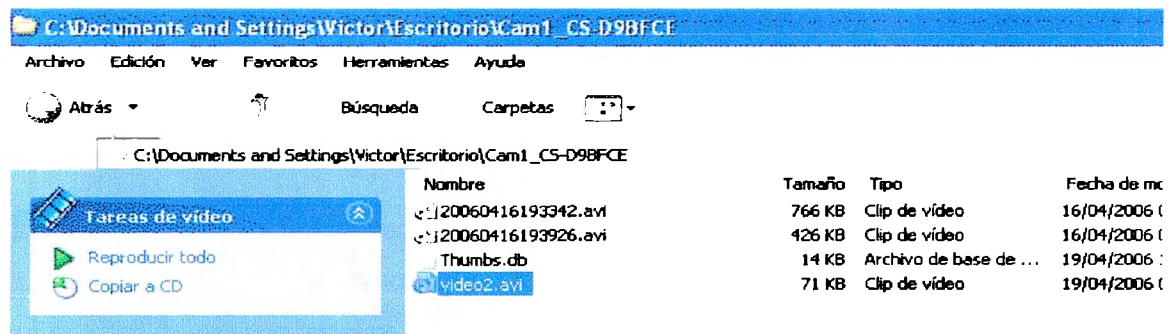 C:\Documents and Settings\Victor\Escritorio\Cam1_CS-D9BFCE
Archivo Edición Ver Favoritos Herramientas Ayuda
Atrás Búsqueda Carpetas
C:\Documents and Settings\Victor\Escritorio\Cam1_CS-D9BFCE
Nombre Tamaño Tipo Fecha de mo
Tareas de vídeo
Reproducir todo
Copiar a CD
20060416193342.avi 766 KB Clip de vídeo 16/04/2006 0
20060416193926.avi 426 KB Clip de vídeo 16/04/2006 0
Thumbs.db 14 KB Archivo de base de ... 19/04/2006
video2.avi 71 KB Clip de vídeo 19/04/2006 0